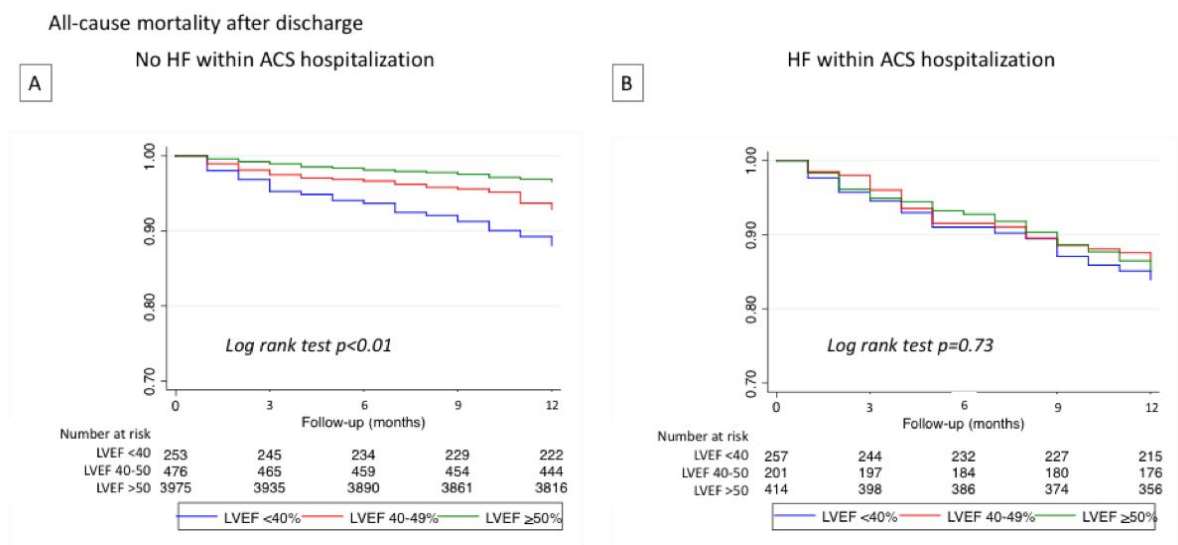 All-cause mortality after discharge
No HF within ACS hospitalization
A
1.00
0.90
0.80
0.70
Log rank test p<0.01
0 3 6 9 12
Follow-up (months)
Number at risk
LVEF <40 253 245 234 229 222
LVEF 40-50 476 465 459 454 444
LVEF >50 3975 3935 3890 3861 3816
LVEF <40% LVEF 40-49% LVEF ≥50%
HF within ACS hospitalization
B
1.00
0.90
0.80
0.70
Log rank test p=0.73
0 3 6 9 12
Follow-up (months)
Number at risk
LVEF <40 257 244 232 227 215
LVEF 40-50 201 197 184 180 176
LVEF >50 414 398 386 374 356
LVEF <40% LVEF 40-49% LVEF ≥50%